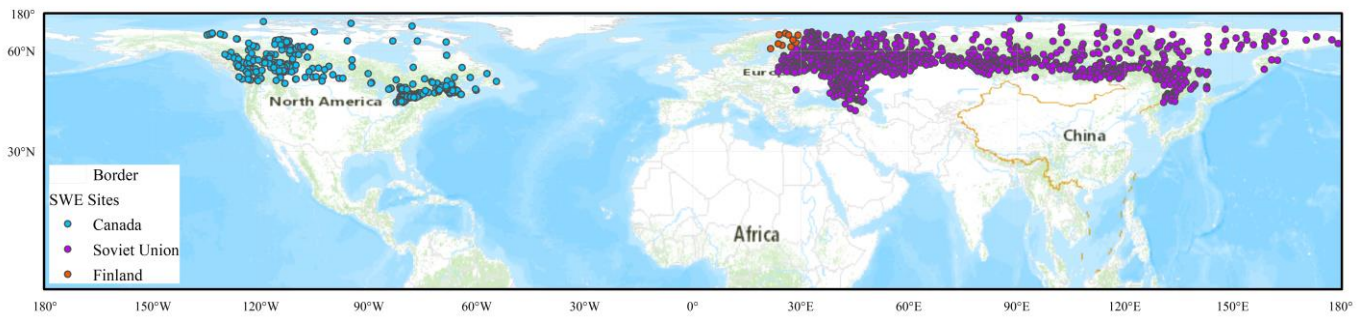 180°
60°N
30°N
North America
Euro
China
Africa
Border
SWE Sites
Canada
Soviet Union
Finland
180°
150°W
120°W
90°W
60°W
30°W
0°
30°E
60°E
90°E
120°E
150°E
180°